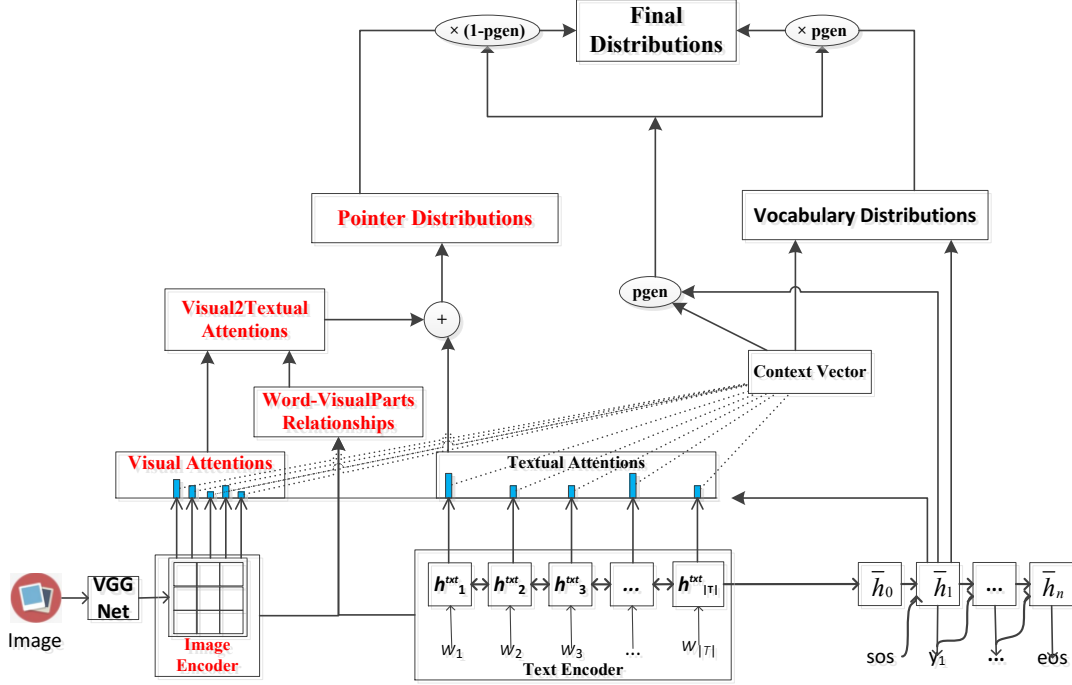 × (1-pgen)
Final
Distributions
× pgen
Pointer Distributions
Vocabulary Distributions
Visual2Textual
Attentions
+
pgen
Context Vector
Word-VisualParts
Relationships
Visual Attentions
Textual Attentions
VGG
Net
Image
Image
Encoder
h^txt_1
h^txt_2
h^txt_3
...
h^txt_|T|
w_1
w_2
w_3
...
w_|T|
Text Encoder
h̅_0
h̅_1
...
h̅_n
sos
y_1
...
eos